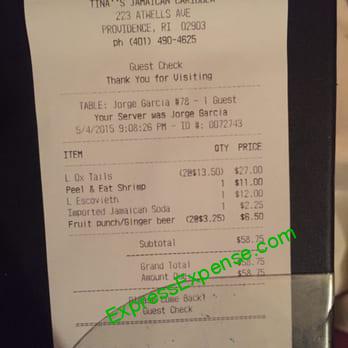 TINA''S JAMAICAN CARIBBEA
223 ATWELLS AVE
PROVIDENCE, RI 02903
ph (401) 490-4625
Guest Check
Thank You for Visiting
TABLE: Jorge Garcia #78 - 1 Guest
Your Server was Jorge Garcia
5/4/2015 9:08:26 PM - ID #: 0072743
ITEM QTY PRICE
L Ox Tails (2@$13.50) $27.00
Peel & Eat Shrimp 1 $11.00
L Escovieth 1 $12.00
Imported Jamaican Soda 1 $2.25
Fruit punch/Ginger beer (2@$3.25) $6.50
Subtotal $58.75
Grand Total $58.75
Amount $58.75
Come Back!
Guest Check
ExpressExpense.com